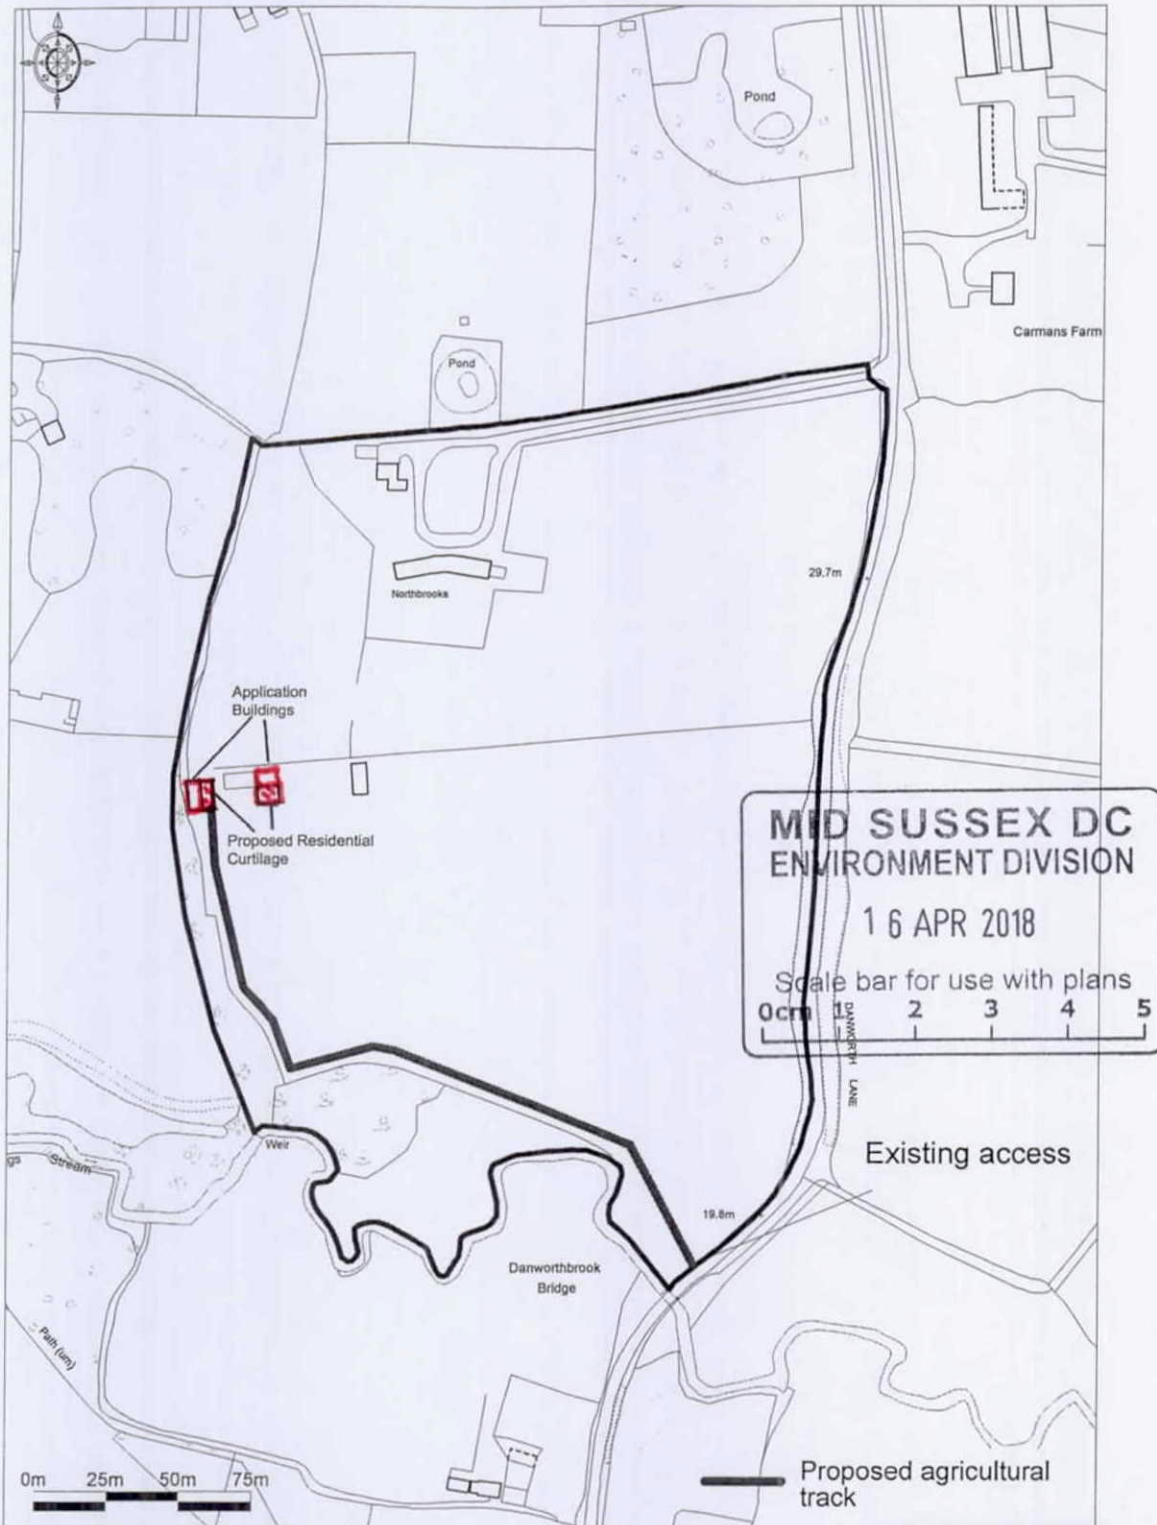 Pond
Carmans Farm
Pond
29.7m
Northbrooks
Application
Buildings
Proposed Residential
Curtilage
MID SUSSEX DC
ENVIRONMENT DIVISION
16 APR 2018
Scale bar for use with plans
0cm 1 2 3 4 5
DANWORTH LANE
Existing access
Weir
gs
Stream
19.8m
Danworthbrook
Bridge
Path (um)
0m 25m 50m 75m
Proposed agricultural
track